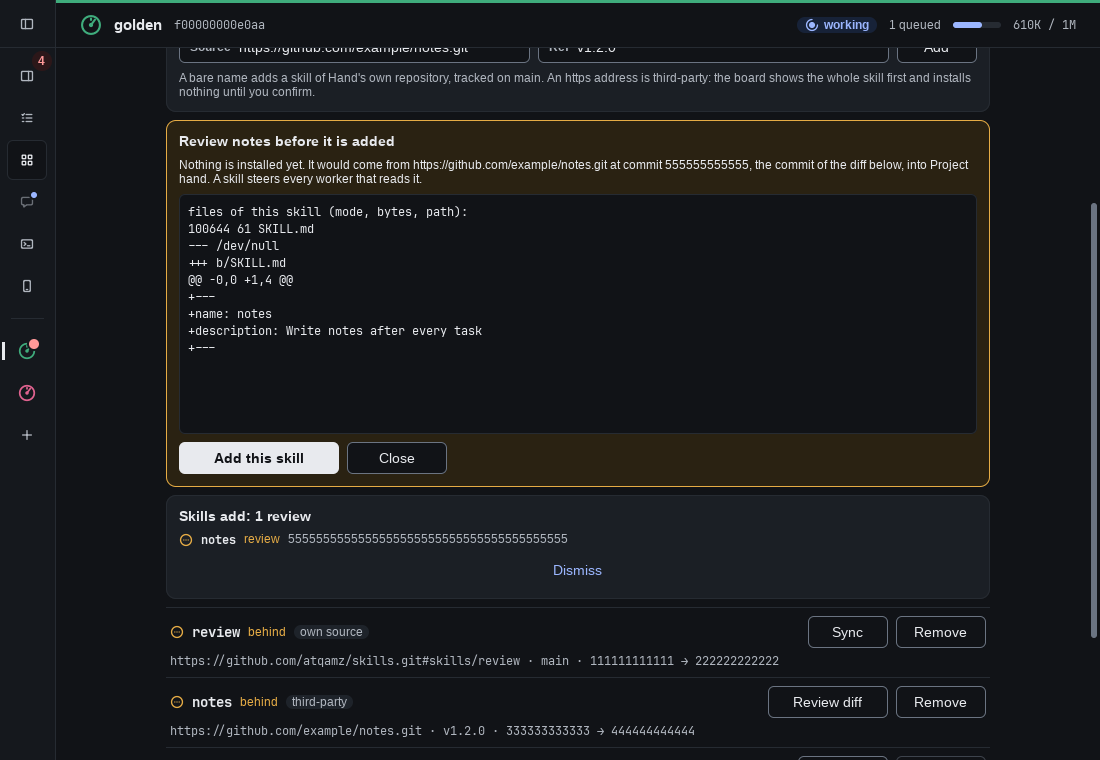 golden f00000000e0aa working 1 queued 610K / 1M
4
Source https://github.com/example/notes.git Ref v1.2.0 Add
A bare name adds a skill of Hand's own repository, tracked on main. An https address is third-party: the board shows the whole skill first and installs
nothing until you confirm.
Review notes before it is added
Nothing is installed yet. It would come from https://github.com/example/notes.git at commit 555555555555, the commit of the diff below, into Project
hand. A skill steers every worker that reads it.
files of this skill (mode, bytes, path):
100644 61 SKILL.md
--- /dev/null
+++ b/SKILL.md
@@ -0,0 +1,4 @@
+---
+name: notes
+description: Write notes after every task
+---
Add this skill Close
Skills add: 1 review
notes review 5555555555555555555555555555555555555555
Dismiss
review behind own source Sync Remove
https://github.com/atqamz/skills.git#skills/review · main · 111111111111 → 222222222222
notes behind third-party Review diff Remove
https://github.com/example/notes.git · v1.2.0 · 333333333333 → 444444444444